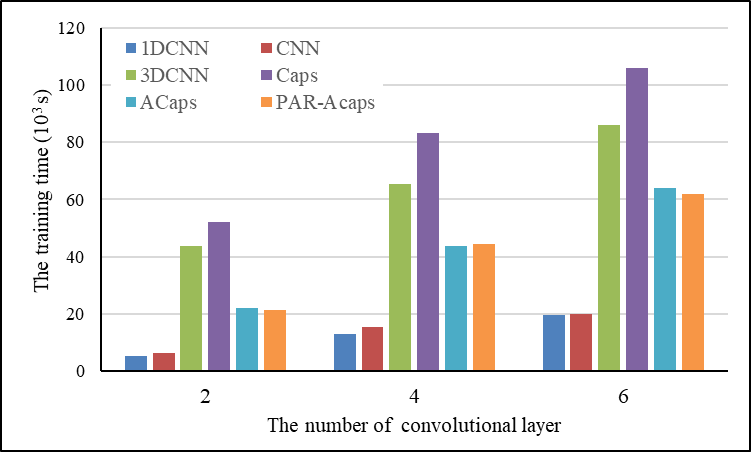 120
100
80
60
40
20
0
The training time (10³ s)
1DCNN
CNN
3DCNN
Caps
ACaps
PAR-Acaps
2
4
6
The number of convolutional layer